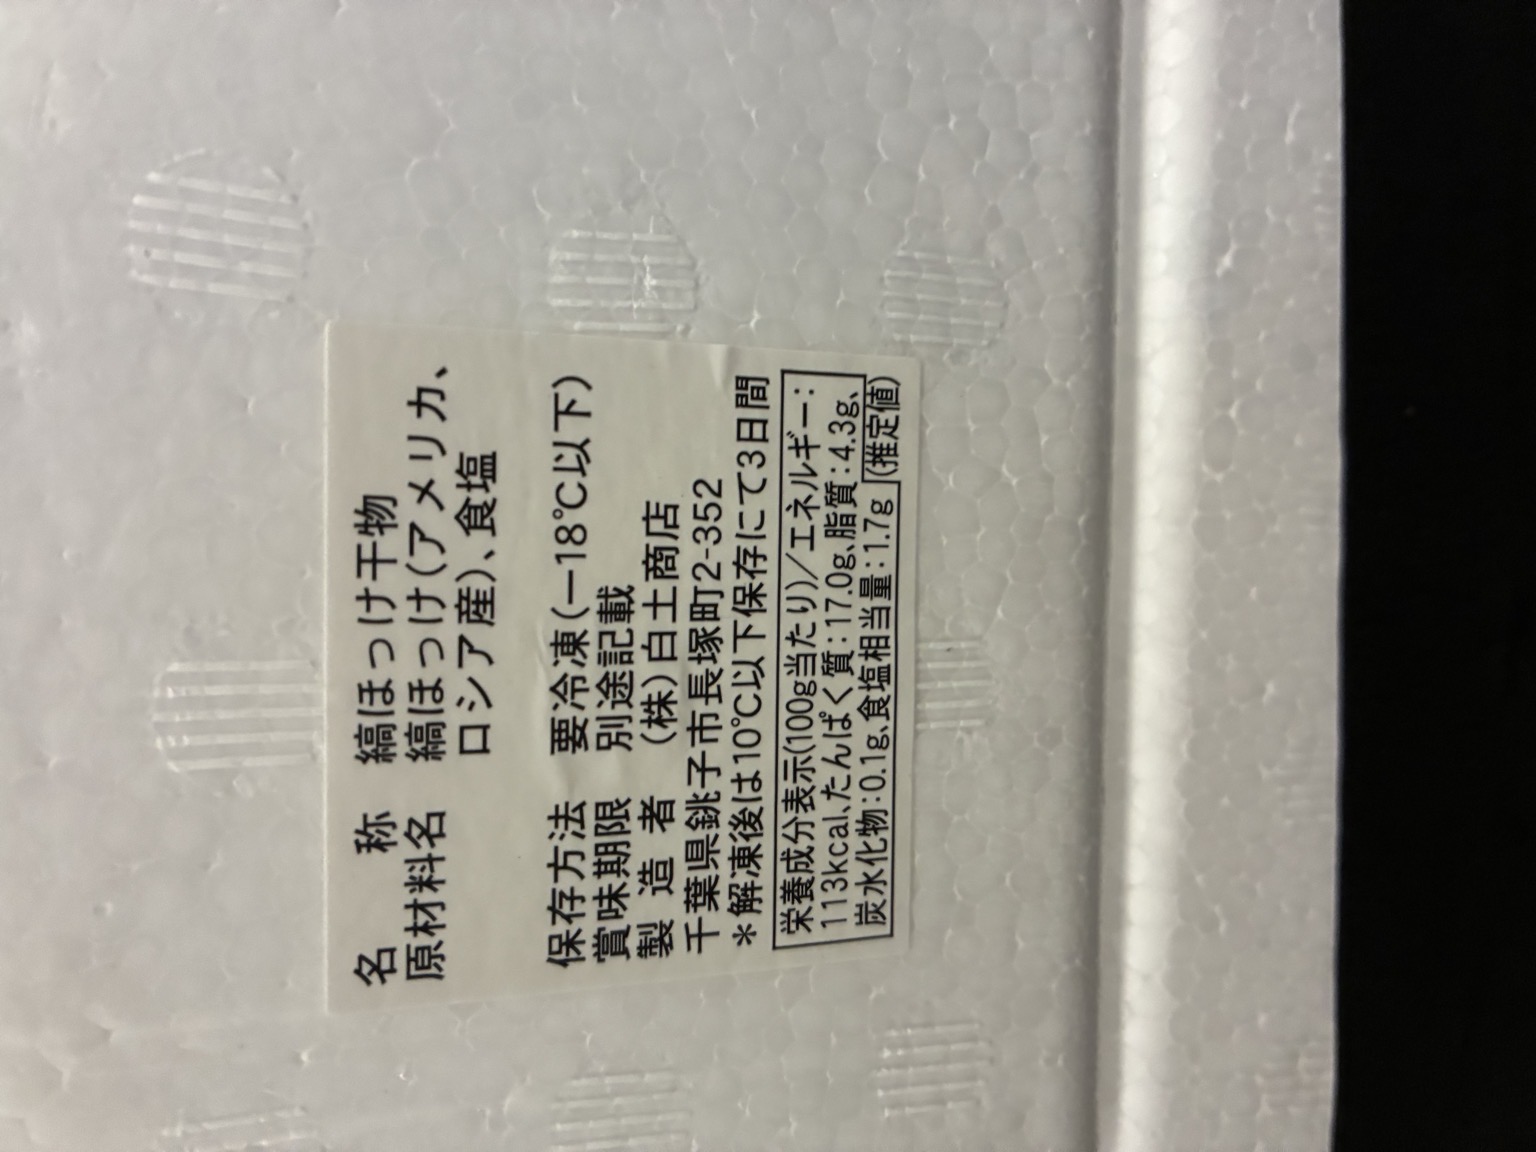 名　　称　縞ほっけ干物
原材料名　縞ほっけ(アメリカ、
ロシア産)、食塩
保存方法　要冷凍(−18℃以下)
賞味期限　別途記載
製 造 者　(株)白土商店
千葉県銚子市長塚町2-352
＊解凍後は10℃以下保存にて3日間
栄養成分表示(100g当たり)／エネルギー：
113kcal、たんぱく質：17.0g、脂質：4.3g、
炭水化物：0.1g、食塩相当量：1.7g (推定値)